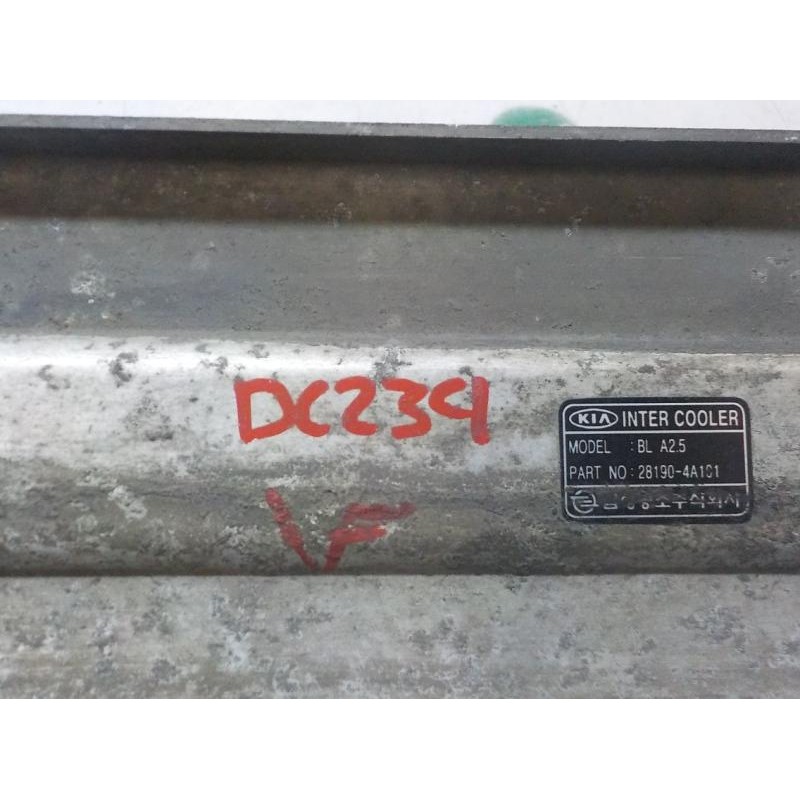 DC239
VF
KIA INTER COOLER
MODEL : BL A2.5
PART NO : 28190-4A101